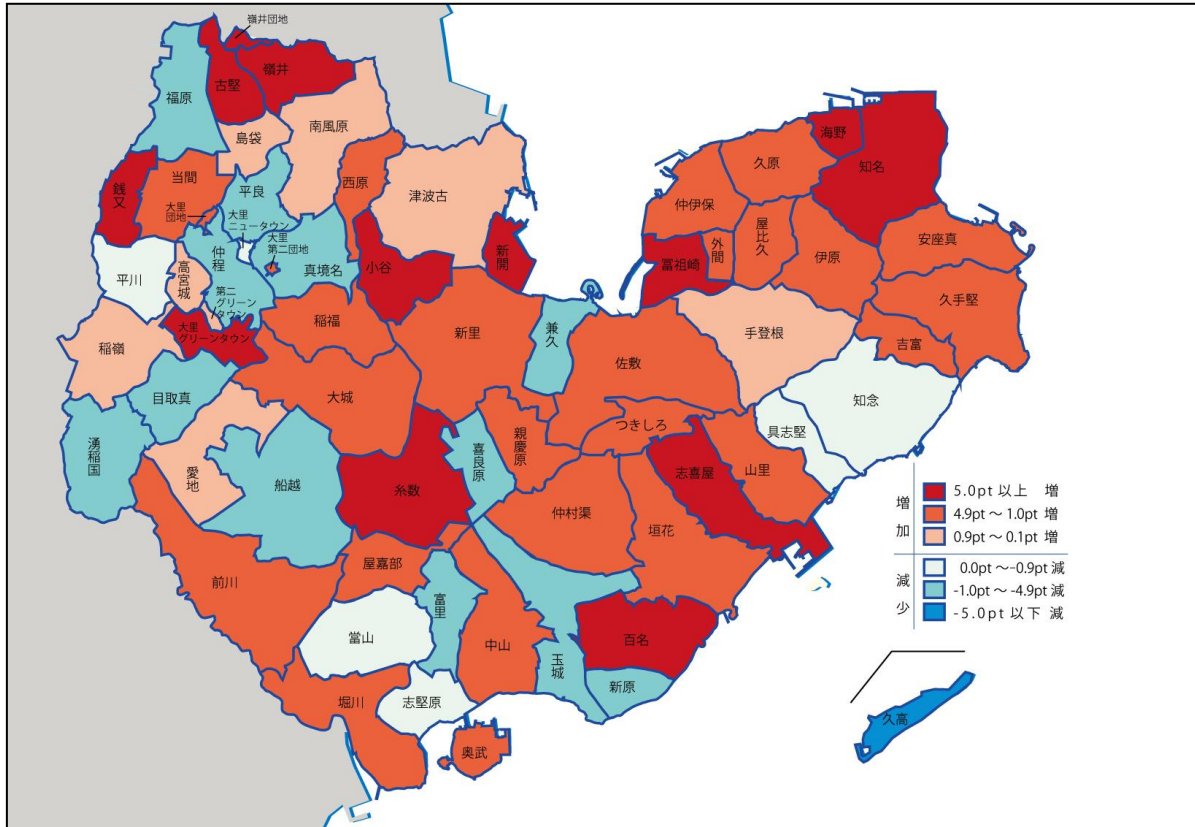 嶺井団地
嶺井
古堅
福原
島袋
南風原
銭又
当間
大里
団地
平良
大里
ニュータウン
西原
津波古
大里
第二団地
真境名
仲程
平川
高宮城
第二
グリーン
タウン
大里
グリーンタウン
小谷
新開
稲嶺
稲福
新里
兼久
目取真
大城
湧稲国
愛地
船越
糸数
喜良原
親慶原
前川
屋嘉部
當山
富里
中山
玉城
堀川
志堅原
奥武
百名
新原
仲村渠
垣花
つきしろ
佐敷
志喜屋
山里
具志堅
知念
手登根
冨祖崎
外間
屋比久
伊原
仲伊保
久原
海野
知名
安座真
久手堅
吉富
久高
増加
5.0pt 以上 増
4.9pt～1.0pt 増
0.9pt～0.1pt 増
減少
0.0pt～-0.9pt 減
-1.0pt～-4.9pt 減
-5.0pt 以下 減